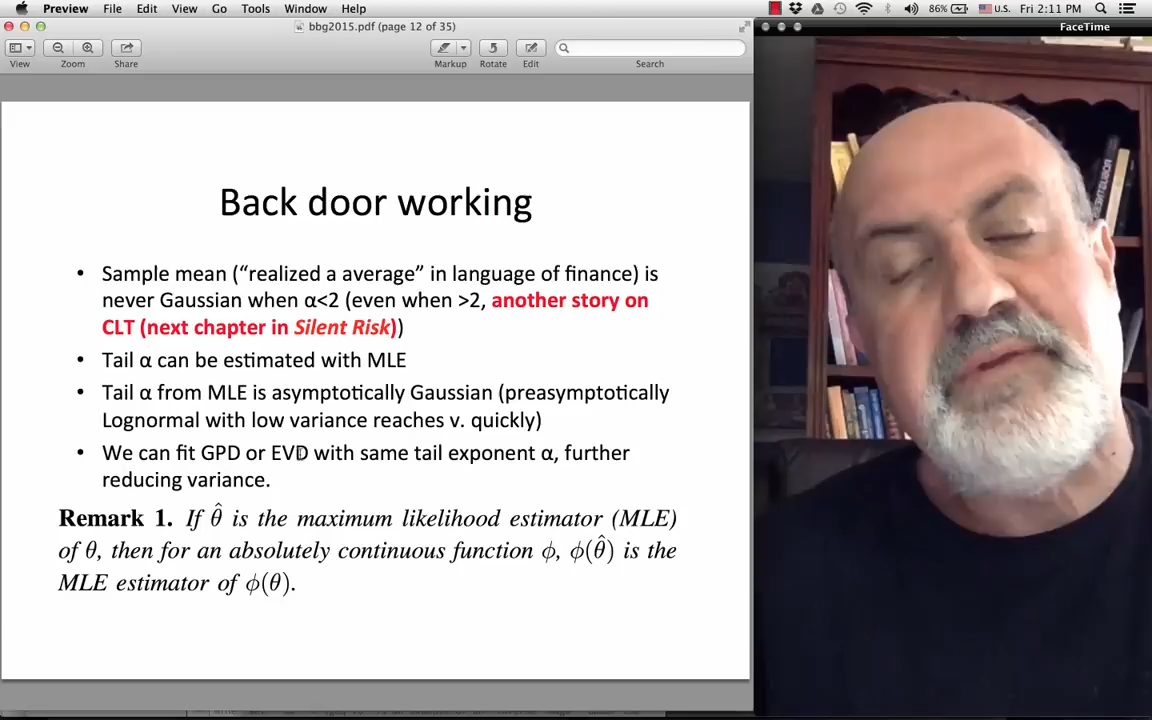 Preview File Edit View Go Tools Window Help 86% U.S. Fri 2:11 PM
bbg2015.pdf (page 12 of 35)
FaceTime
View Zoom Share Markup Rotate Edit Search
Back door working
• Sample mean (“realized a average” in language of finance) is
never Gaussian when α<2 (even when >2, another story on
CLT (next chapter in Silent Risk))
• Tail α can be estimated with MLE
• Tail α from MLE is asymptotically Gaussian (preasymptotically
Lognormal with low variance reaches v. quickly)
• We can fit GPD or EVD with same tail exponent α, further
reducing variance.
Remark 1. If θ̂ is the maximum likelihood estimator (MLE)
of θ, then for an absolutely continuous function ϕ, ϕ(θ̂) is the
MLE estimator of ϕ(θ).